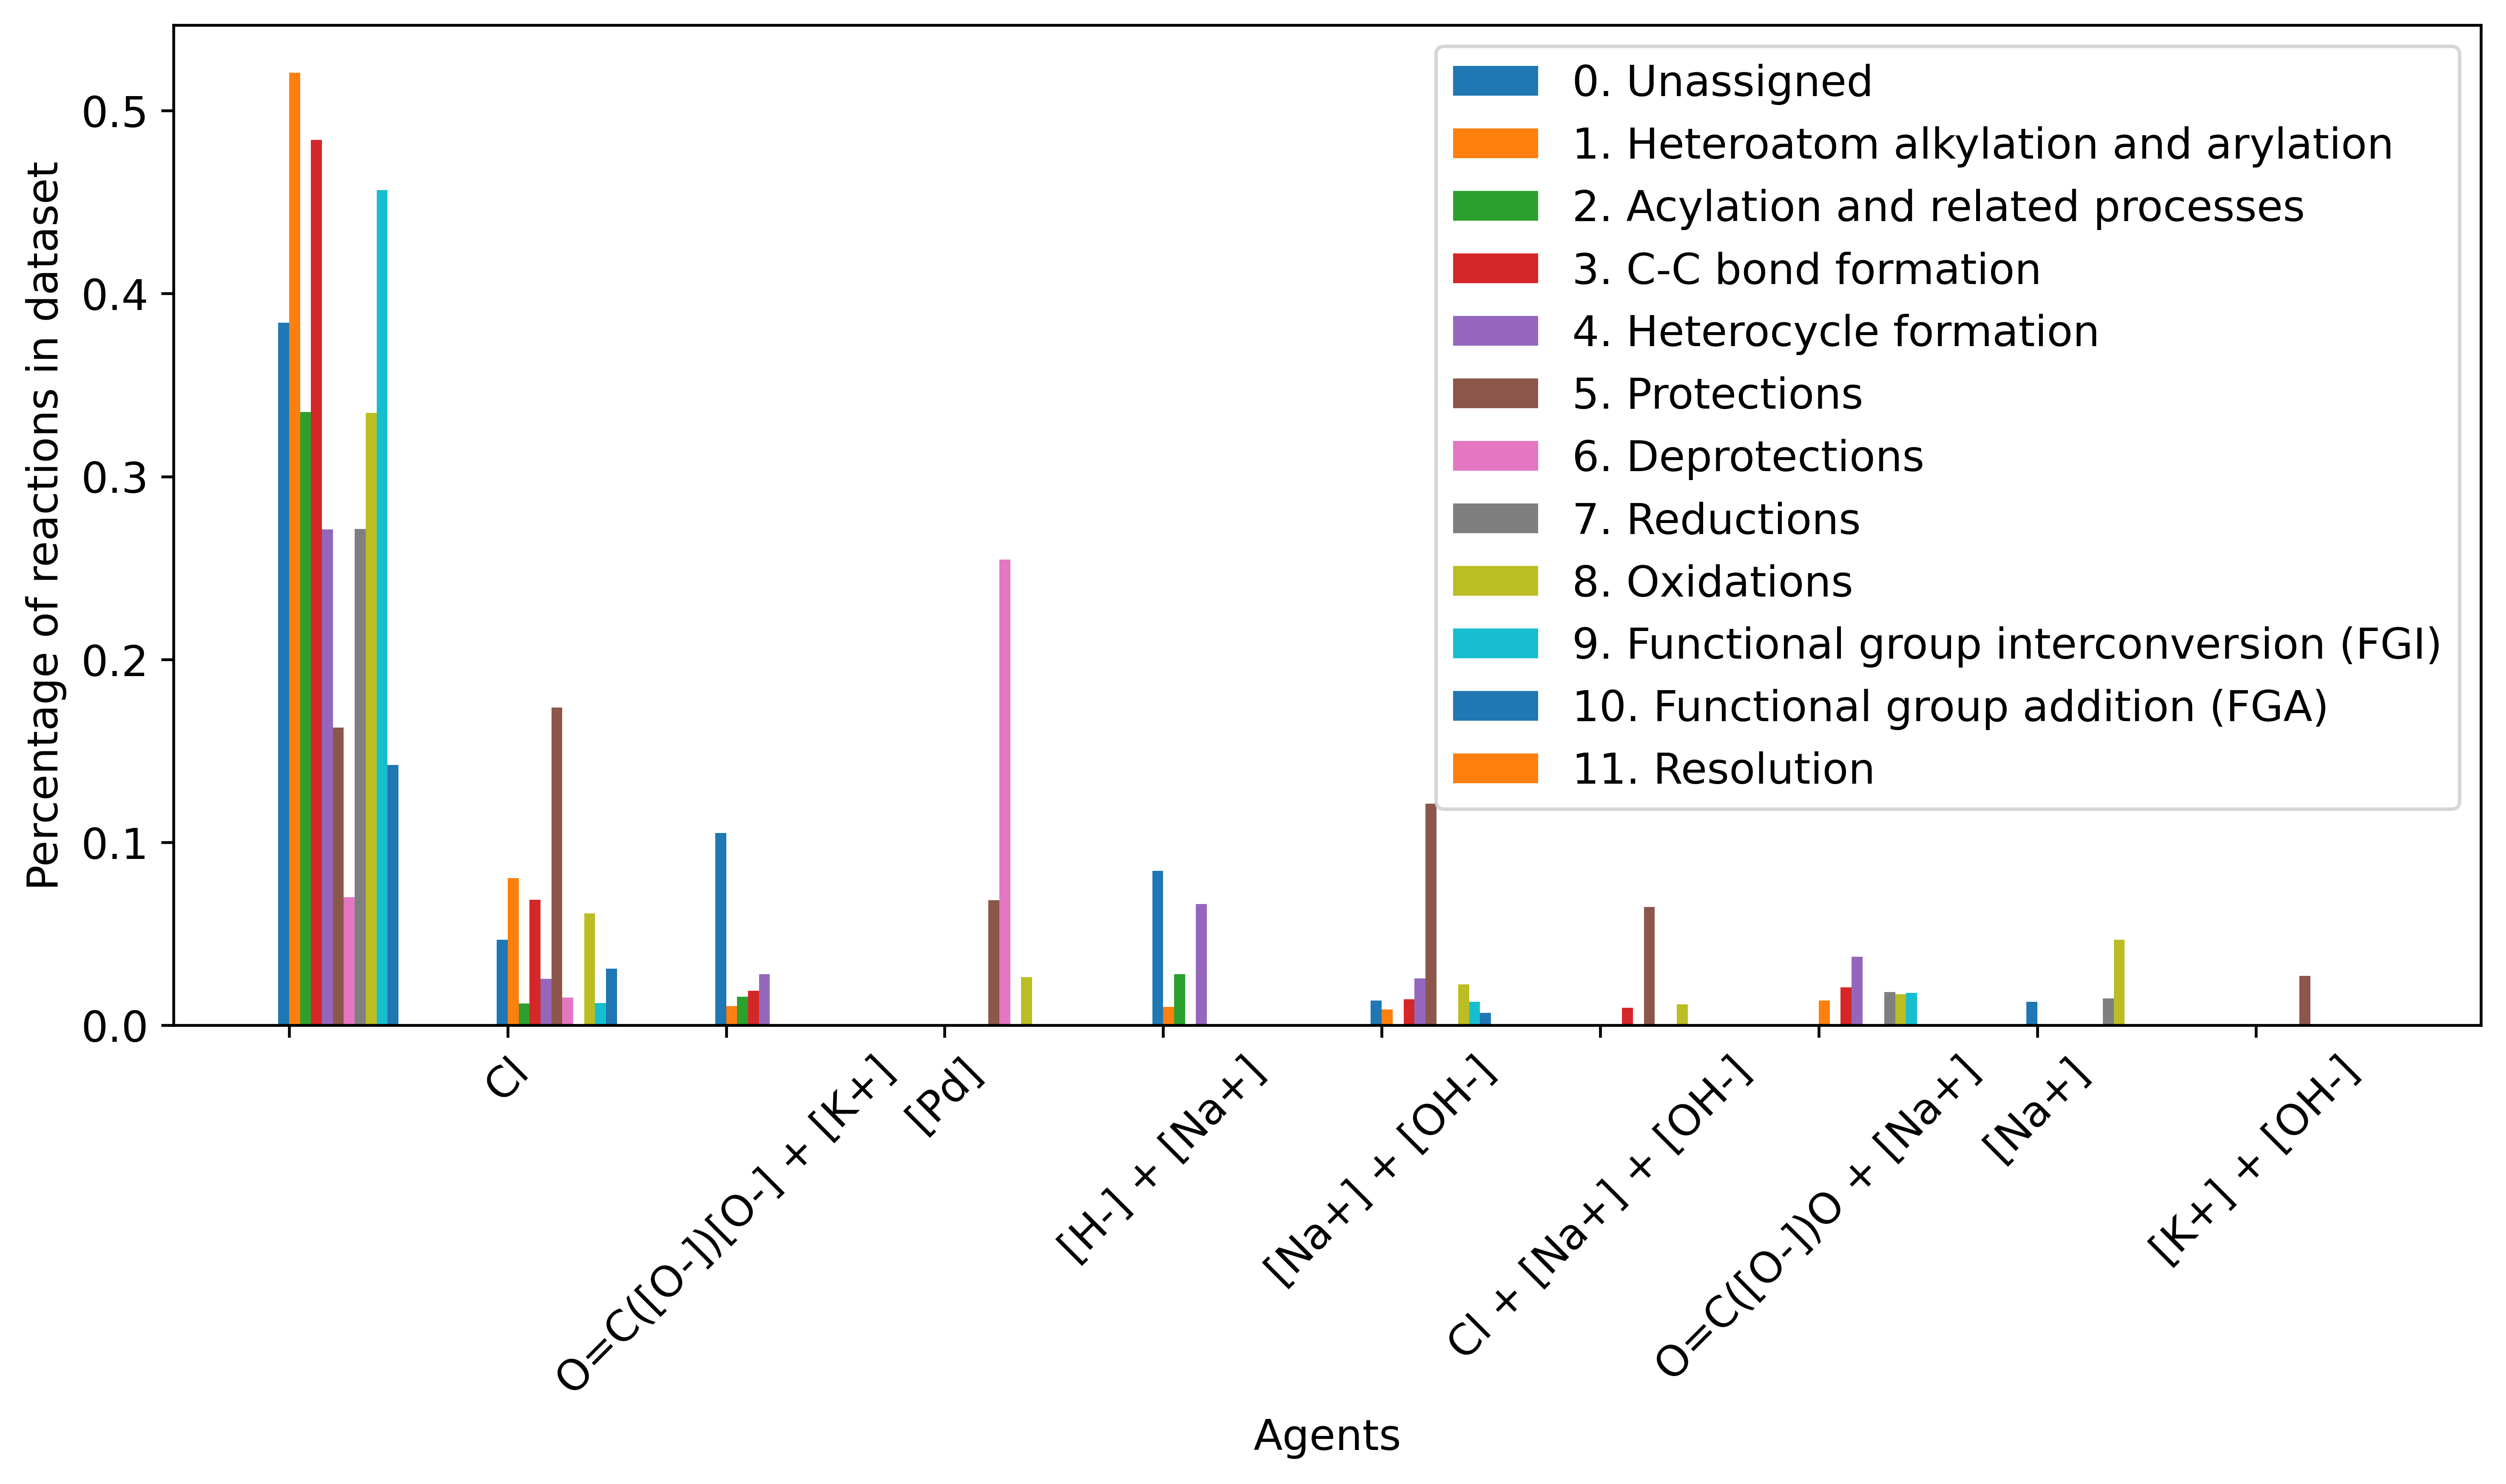 Percentage of reactions in dataset
0.5
0.4
0.3
0.2
0.1
0.0
0. Unassigned
1. Heteroatom alkylation and arylation
2. Acylation and related processes
3. C-C bond formation
4. Heterocycle formation
5. Protections
6. Deprotections
7. Reductions
8. Oxidations
9. Functional group interconversion (FGI)
10. Functional group addition (FGA)
11. Resolution
Cl
O=C([O-])[O-] + [K+]
[Pd]
[H-] + [Na+]
[Na+] + [OH-]
Cl + [Na+] + [OH-]
O=C([O-])O + [Na+]
[Na+]
[K+] + [OH-]
Agents